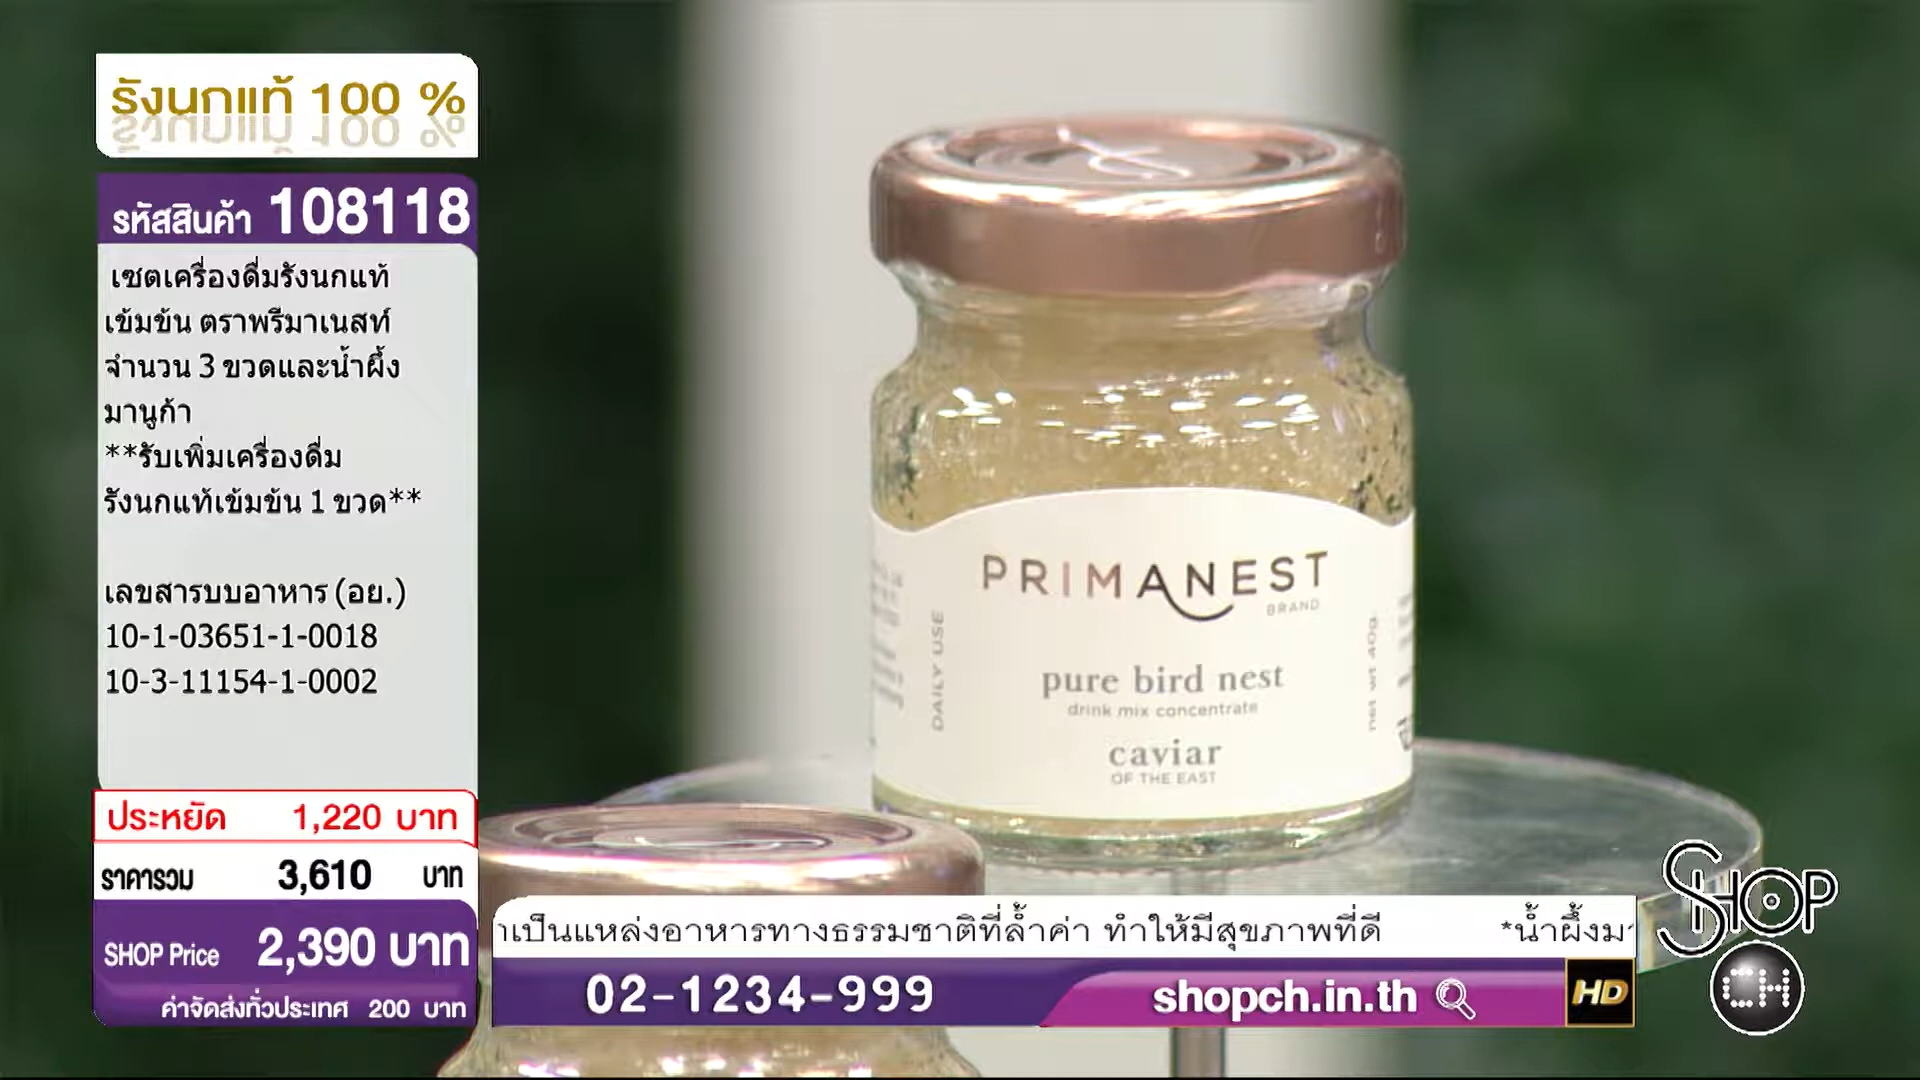 รังนกแท้ 100 %
รหัสสินค้า 108118
เซตเครื่องดื่มรังนกแท้
เข้มข้น ตราพรีมาเนสท์
จำนวน 3 ขวดและน้ำผึ้ง
มานูก้า
**รับเพิ่มเครื่องดื่ม
รังนกแท้เข้มข้น 1 ขวด**
เลขสารบบอาหาร (อย.)
10-1-03651-1-0018
10-3-11154-1-0002
ประหยัด 1,220 บาท
ราคารวม 3,610 บาท
SHOP Price 2,390 บาท
ค่าจัดส่งทั่วประเทศ 200 บาท
PRIMANEST
BRAND
DAILY USE
net wt 40g
pure bird nest
drink mix concentrate
caviar
OF THE EAST
าเป็นแหล่งอาหารทางธรรมชาติที่ล้ำค่า ทำให้มีสุขภาพที่ดี *น้ำผึ้งมา
02-1234-999
shopch.in.th
HD
SHOP
CH